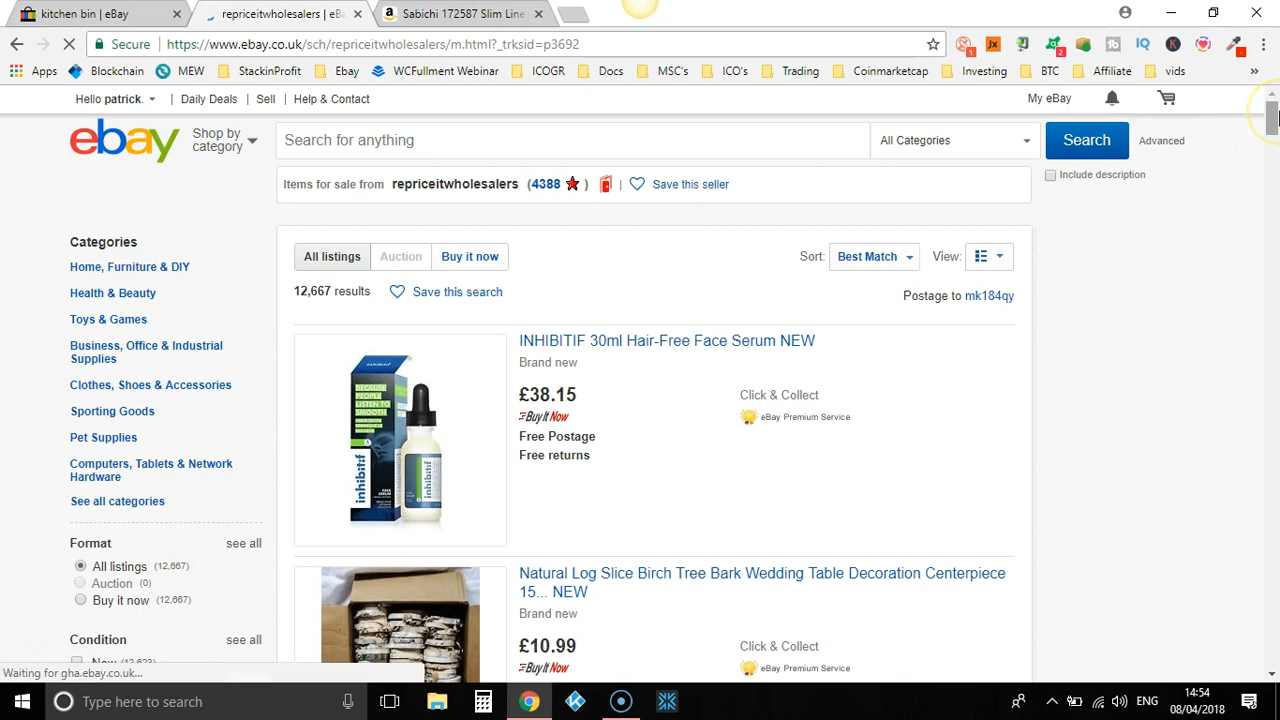 kitchen bin | eBay
repriceitwholesalers | eBa
Sabichi 172587 Slim Line
Secure https://www.ebay.co.uk/sch/repriceitwholesalers/m.html?_trksid=p3692
Apps Blockchain MEW StackinProfit Ebay WCFullment Webinar ICOGR Docs MSC's ICO's Trading Coinmarketcap Investing BTC Affiliate vids »
Hello patrick. Daily Deals Sell Help & Contact My eBay
ebay Shop by category Search for anything All Categories Search Advanced
Items for sale from repriceitwholesalers (4388 ) | Save this seller
Include description
Categories
Home, Furniture & DIY
Health & Beauty
Toys & Games
Business, Office & Industrial
Supplies
Clothes, Shoes & Accessories
Sporting Goods
Pet Supplies
Computers, Tablets & Network
Hardware
See all categories
Format see all
All listings (12,667)
Auction (0)
Buy it now (12,667)
Condition see all
All listings Auction Buy it now
Sort: Best Match View:
12,667 results Save this search
Postage to mk184qy
INHIBITIF 30ml Hair-Free Face Serum NEW
Brand new
£38.15 Click & Collect
Buy It Now eBay Premium Service
Free Postage
Free returns
inhibitif
BECAUSE
PEOPLE
LISTEN TO
SMOOTH
inhibitif
FACE
SERUM
inhibitif
Natural Log Slice Birch Tree Bark Wedding Table Decoration Centerpiece
15... NEW
Brand new
£10.99 Click & Collect
Buy It Now eBay Premium Service
Waiting for gha.ebay.co.uk...
Type here to search
ENG
14:54
08/04/2018